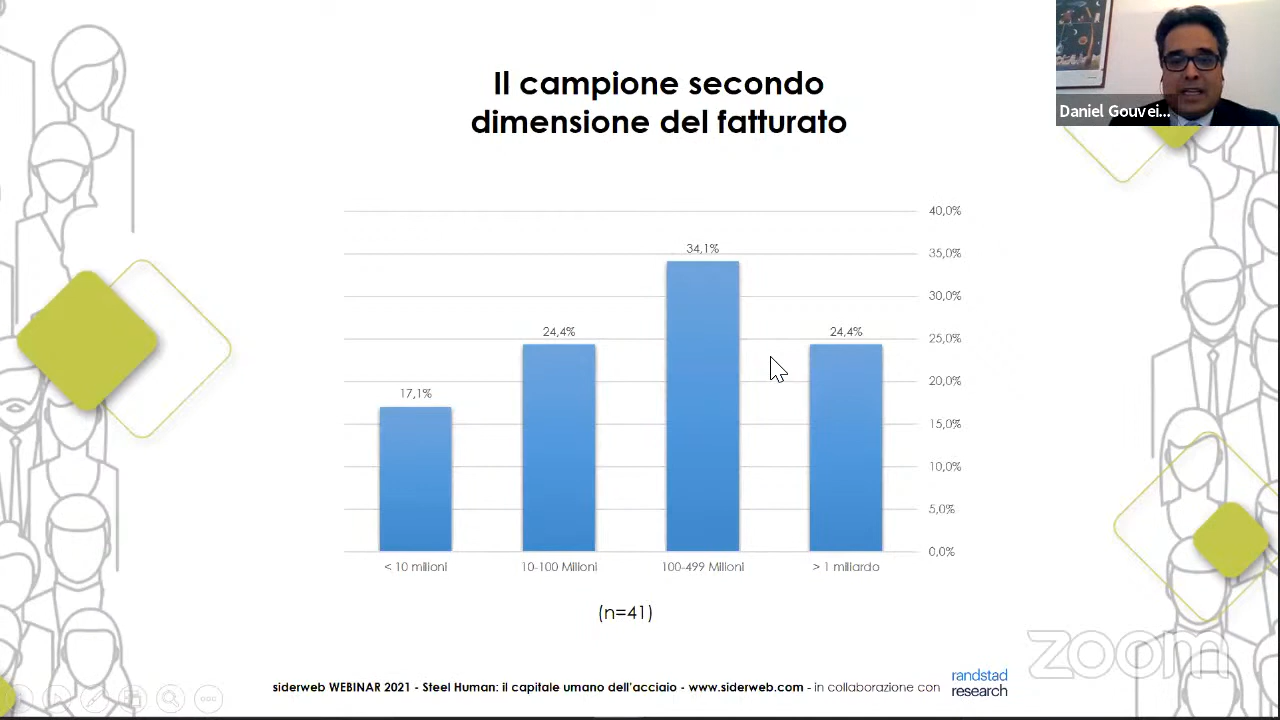 Il campione secondo
dimensione del fatturato
Daniel Gouvei...
40,0%
35,0%
30,0%
25,0%
20,0%
15,0%
10,0%
5,0%
0,0%
17,1%
24,4%
34,1%
24,4%
< 10 milioni
10-100 Milioni
100-499 Milioni
> 1 miliardo
(n=41)
zoom
siderweb WEBINAR 2021 - Steel Human: il capitale umano dell'acciaio - www.siderweb.com - in collaborazione con
randstad
research